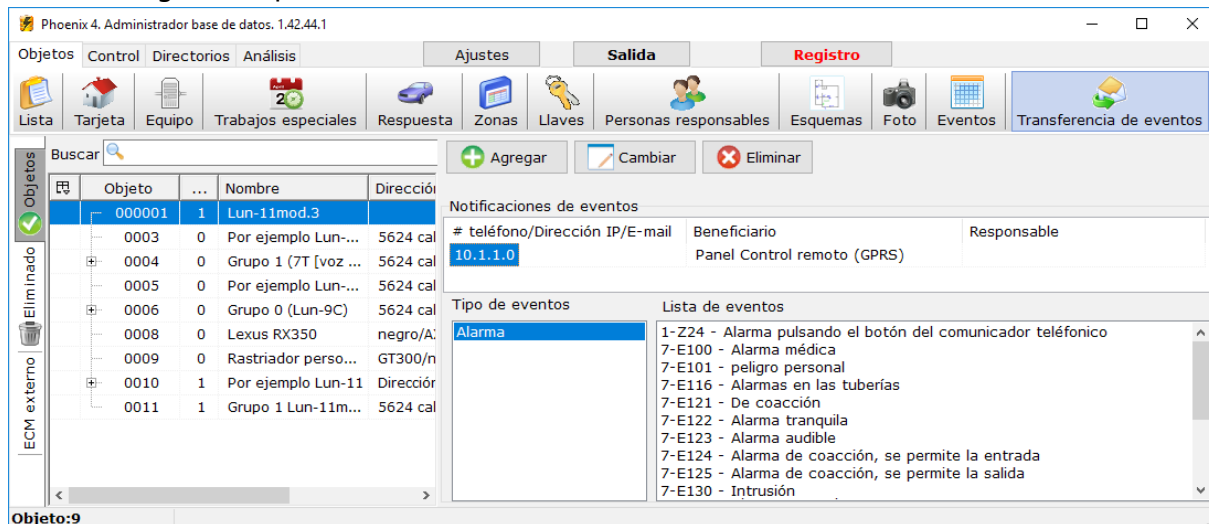 Phoenix 4. Administrador base de datos. 1.42.44.1
Objetos Control Directorios Análisis Ajustes Salida Registro
Lista Tarjeta Equipo Trabajos especiales Respuesta Zonas Llaves Personas responsables Esquemas Foto Eventos Transferencia de eventos
Objetos
Eliminado
ECM externo
Buscar
Objeto ... Nombre Dirección
000001 1 Lun-11mod.3
0003 0 Por ejemplo Lun-... 5624 cal
0004 0 Grupo 1 (7T [voz ... 5624 cal
0005 0 Por ejemplo Lun-... 5624 cal
0006 0 Grupo 0 (Lun-9C) 5624 cal
0008 0 Lexus RX350 negro/A
0009 0 Rastriador perso... GT300/n
0010 1 Por ejemplo Lun-11 Dirección
0011 1 Grupo 1 Lun-11m... 5624 cal
Agregar Cambiar Eliminar
Notificaciones de eventos
# teléfono/Dirección IP/E-mail Beneficiario Responsable
10.1.1.0 Panel Control remoto (GPRS)
Tipo de eventos
Alarma
Lista de eventos
1-Z24 - Alarma pulsando el botón del comunicador teléfonico
7-E100 - Alarma médica
7-E101 - peligro personal
7-E116 - Alarmas en las tuberías
7-E121 - De coacción
7-E122 - Alarma tranquila
7-E123 - Alarma audible
7-E124 - Alarma de coacción, se permite la entrada
7-E125 - Alarma de coacción, se permite la salida
7-E130 - Intrusión
Objeto:9